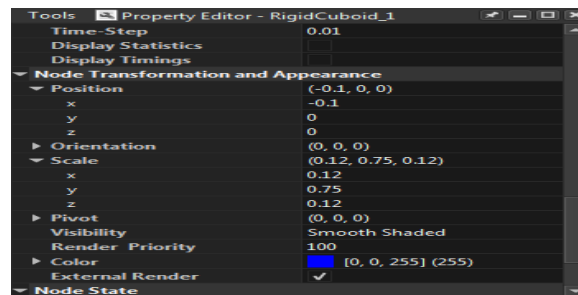 Tools Property Editor - RigidCuboid_1
Time-Step 0.01
Display Statistics
Display Timings
Node Transformation and Appearance
Position (-0.1, 0, 0)
x -0.1
y 0
z 0
Orientation (0, 0, 0)
Scale (0.12, 0.75, 0.12)
x 0.12
y 0.75
z 0.12
Pivot (0, 0, 0)
Visibility Smooth Shaded
Render Priority 100
Color [0, 0, 255] (255)
External Render
Node State